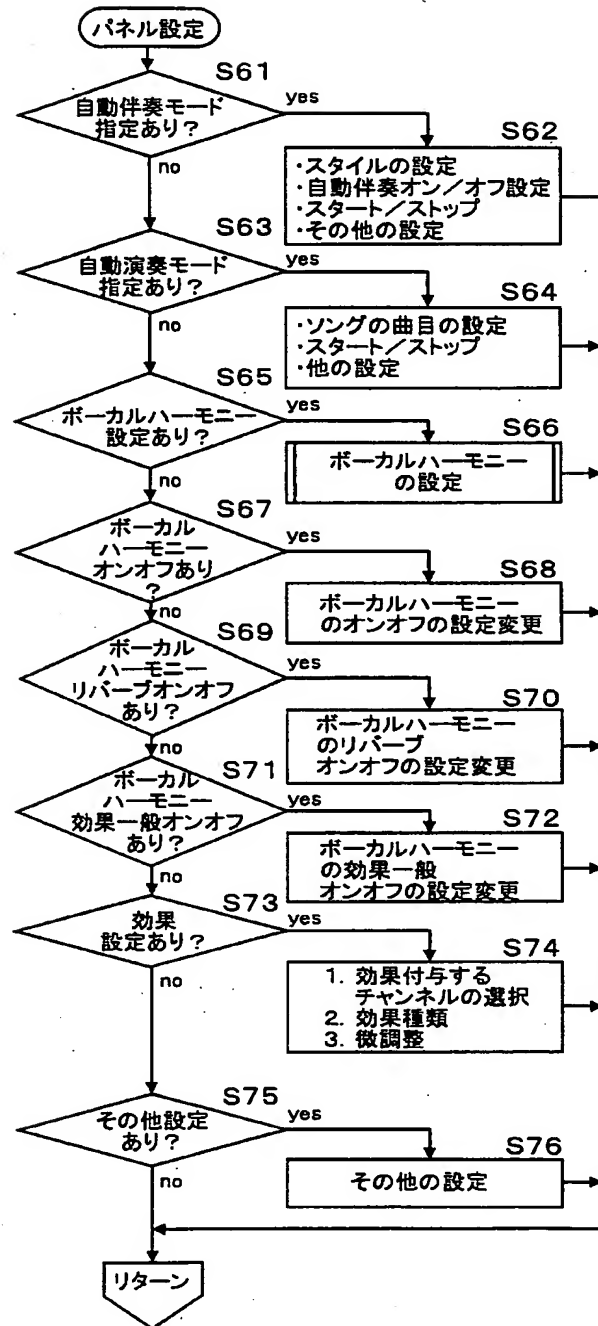 パネル設定
S61
自動伴奏モード
指定あり？
yes
no
S62
・スタイルの設定
・自動伴奏オン／オフ設定
・スタート／ストップ
・その他の設定
S63
自動演奏モード
指定あり？
yes
no
S64
・ソングの曲目の設定
・スタート／ストップ
・他の設定
S65
ボーカルハーモニー
設定あり？
yes
no
S66
ボーカルハーモニー
の設定
S67
ボーカル
ハーモニー
オンオフあり
？
yes
no
S68
ボーカルハーモニー
のオンオフの設定変更
S69
ボーカル
ハーモニー
リバーブオンオフ
あり？
yes
no
S70
ボーカルハーモニー
のリバーブ
オンオフの設定変更
S71
ボーカル
ハーモニー
効果一般オンオフ
あり？
yes
no
S72
ボーカルハーモニー
の効果一般
オンオフの設定変更
S73
効果
設定あり？
yes
no
S74
1. 効果付与する
チャンネルの選択
2. 効果種類
3. 微調整
S75
その他設定
あり？
yes
no
S76
その他の設定
リターン